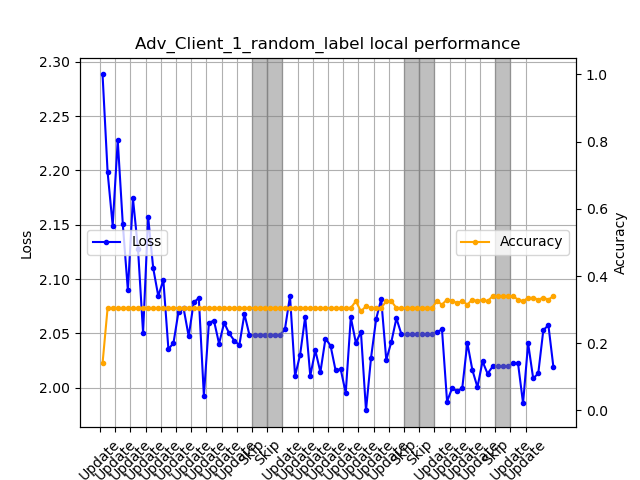 Adv_Client_1_random_label local performance
2.30
2.25
2.20
2.15
2.10
2.05
2.00
Loss
1.0
0.8
0.6
0.4
0.2
0.0
Accuracy
Loss
Accuracy
Update
Update
Update
Update
Update
Update
Update
Update
Update
Update
Skip
Skip
Update
Update
Update
Update
Update
Update
Update
Update
Skip
Skip
Update
Update
Update
Update
Skip
Update
Update